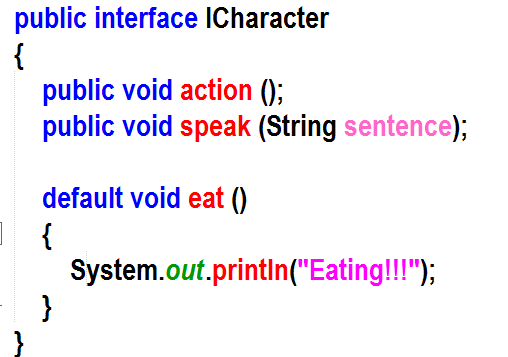 public interface ICharacter
{
public void action ();
public void speak (String sentence);
default void eat ()
{
System.out.println("Eating!!!");
}
}